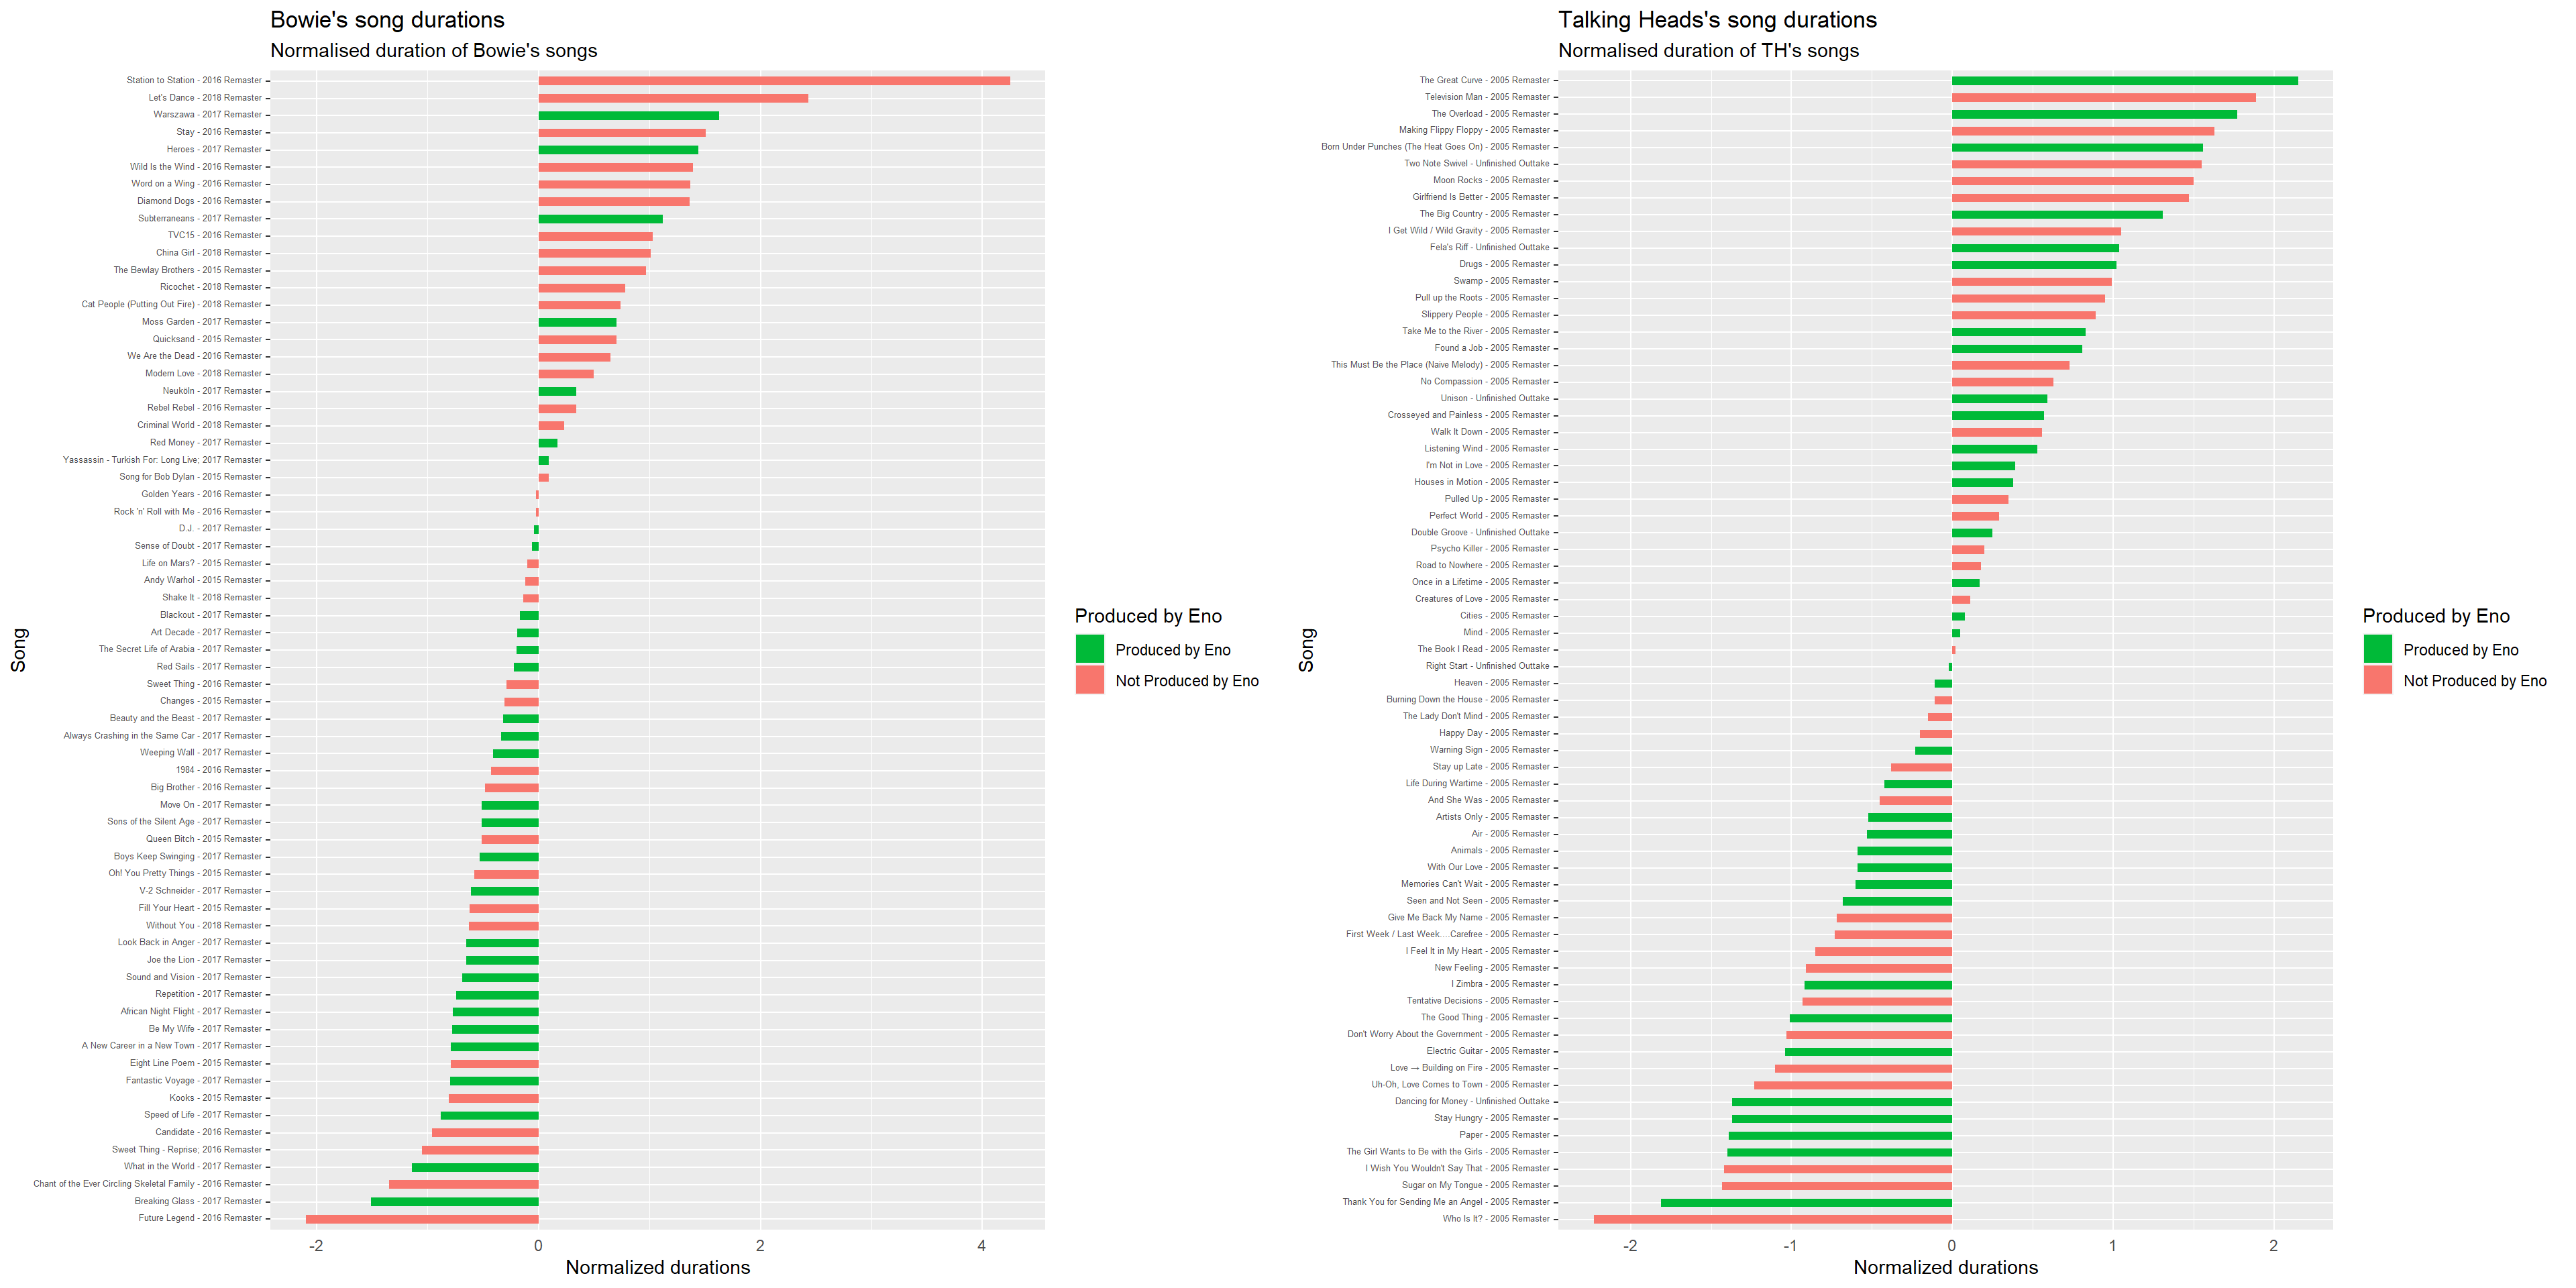 Bowie's song durations
Normalised duration of Bowie's songs
Song
Station to Station - 2016 Remaster
Let's Dance - 2018 Remaster
Warszawa - 2017 Remaster
Stay - 2016 Remaster
Heroes - 2017 Remaster
Wild Is the Wind - 2016 Remaster
Word on a Wing - 2016 Remaster
Diamond Dogs - 2016 Remaster
Subterraneans - 2017 Remaster
TVC15 - 2016 Remaster
China Girl - 2018 Remaster
The Bewlay Brothers - 2015 Remaster
Ricochet - 2018 Remaster
Cat People (Putting Out Fire) - 2018 Remaster
Moss Garden - 2017 Remaster
Quicksand - 2015 Remaster
We Are the Dead - 2016 Remaster
Modern Love - 2018 Remaster
Neuköln - 2017 Remaster
Rebel Rebel - 2016 Remaster
Criminal World - 2018 Remaster
Red Money - 2017 Remaster
Yassassin - Turkish For: Long Live; 2017 Remaster
Song for Bob Dylan - 2015 Remaster
Golden Years - 2016 Remaster
Rock 'n' Roll with Me - 2016 Remaster
D.J. - 2017 Remaster
Sense of Doubt - 2017 Remaster
Life on Mars? - 2015 Remaster
Andy Warhol - 2015 Remaster
Shake It - 2018 Remaster
Blackout - 2017 Remaster
Art Decade - 2017 Remaster
The Secret Life of Arabia - 2017 Remaster
Red Sails - 2017 Remaster
Sweet Thing - 2016 Remaster
Changes - 2015 Remaster
Beauty and the Beast - 2017 Remaster
Always Crashing in the Same Car - 2017 Remaster
Weeping Wall - 2017 Remaster
1984 - 2016 Remaster
Big Brother - 2016 Remaster
Move On - 2017 Remaster
Sons of the Silent Age - 2017 Remaster
Queen Bitch - 2015 Remaster
Boys Keep Swinging - 2017 Remaster
Oh! You Pretty Things - 2015 Remaster
V-2 Schneider - 2017 Remaster
Fill Your Heart - 2015 Remaster
Without You - 2018 Remaster
Look Back in Anger - 2017 Remaster
Joe the Lion - 2017 Remaster
Sound and Vision - 2017 Remaster
Repetition - 2017 Remaster
African Night Flight - 2017 Remaster
Be My Wife - 2017 Remaster
A New Career in a New Town - 2017 Remaster
Eight Line Poem - 2015 Remaster
Fantastic Voyage - 2017 Remaster
Kooks - 2015 Remaster
Speed of Life - 2017 Remaster
Candidate - 2016 Remaster
Sweet Thing - Reprise; 2016 Remaster
What in the World - 2017 Remaster
Chant of the Ever Circling Skeletal Family - 2016 Remaster
Breaking Glass - 2017 Remaster
Future Legend - 2016 Remaster
-2 0 2 4
Normalized durations
Produced by Eno
Produced by Eno
Not Produced by Eno
Talking Heads's song durations
Normalised duration of TH's songs
Song
The Great Curve - 2005 Remaster
Television Man - 2005 Remaster
The Overload - 2005 Remaster
Making Flippy Floppy - 2005 Remaster
Born Under Punches (The Heat Goes On) - 2005 Remaster
Two Note Swivel - Unfinished Outtake
Moon Rocks - 2005 Remaster
Girlfriend Is Better - 2005 Remaster
The Big Country - 2005 Remaster
I Get Wild / Wild Gravity - 2005 Remaster
Fela's Riff - Unfinished Outtake
Drugs - 2005 Remaster
Swamp - 2005 Remaster
Pull up the Roots - 2005 Remaster
Slippery People - 2005 Remaster
Take Me to the River - 2005 Remaster
Found a Job - 2005 Remaster
This Must Be the Place (Naive Melody) - 2005 Remaster
No Compassion - 2005 Remaster
Unison - Unfinished Outtake
Crosseyed and Painless - 2005 Remaster
Walk It Down - 2005 Remaster
Listening Wind - 2005 Remaster
I'm Not in Love - 2005 Remaster
Houses in Motion - 2005 Remaster
Pulled Up - 2005 Remaster
Perfect World - 2005 Remaster
Double Groove - Unfinished Outtake
Psycho Killer - 2005 Remaster
Road to Nowhere - 2005 Remaster
Once in a Lifetime - 2005 Remaster
Creatures of Love - 2005 Remaster
Cities - 2005 Remaster
Mind - 2005 Remaster
The Book I Read - 2005 Remaster
Right Start - Unfinished Outtake
Heaven - 2005 Remaster
Burning Down the House - 2005 Remaster
The Lady Don't Mind - 2005 Remaster
Happy Day - 2005 Remaster
Warning Sign - 2005 Remaster
Stay up Late - 2005 Remaster
Life During Wartime - 2005 Remaster
And She Was - 2005 Remaster
Artists Only - 2005 Remaster
Air - 2005 Remaster
Animals - 2005 Remaster
With Our Love - 2005 Remaster
Memories Can't Wait - 2005 Remaster
Seen and Not Seen - 2005 Remaster
Give Me Back My Name - 2005 Remaster
First Week / Last Week....Carefree - 2005 Remaster
I Feel It in My Heart - 2005 Remaster
New Feeling - 2005 Remaster
I Zimbra - 2005 Remaster
Tentative Decisions - 2005 Remaster
The Good Thing - 2005 Remaster
Don't Worry About the Government - 2005 Remaster
Electric Guitar - 2005 Remaster
Love → Building on Fire - 2005 Remaster
Uh-Oh, Love Comes to Town - 2005 Remaster
Dancing for Money - Unfinished Outtake
Stay Hungry - 2005 Remaster
Paper - 2005 Remaster
The Girl Wants to Be with the Girls - 2005 Remaster
I Wish You Wouldn't Say That - 2005 Remaster
Sugar on My Tongue - 2005 Remaster
Thank You for Sending Me an Angel - 2005 Remaster
Who Is It? - 2005 Remaster
-2 -1 0 1 2
Normalized durations
Produced by Eno
Produced by Eno
Not Produced by Eno